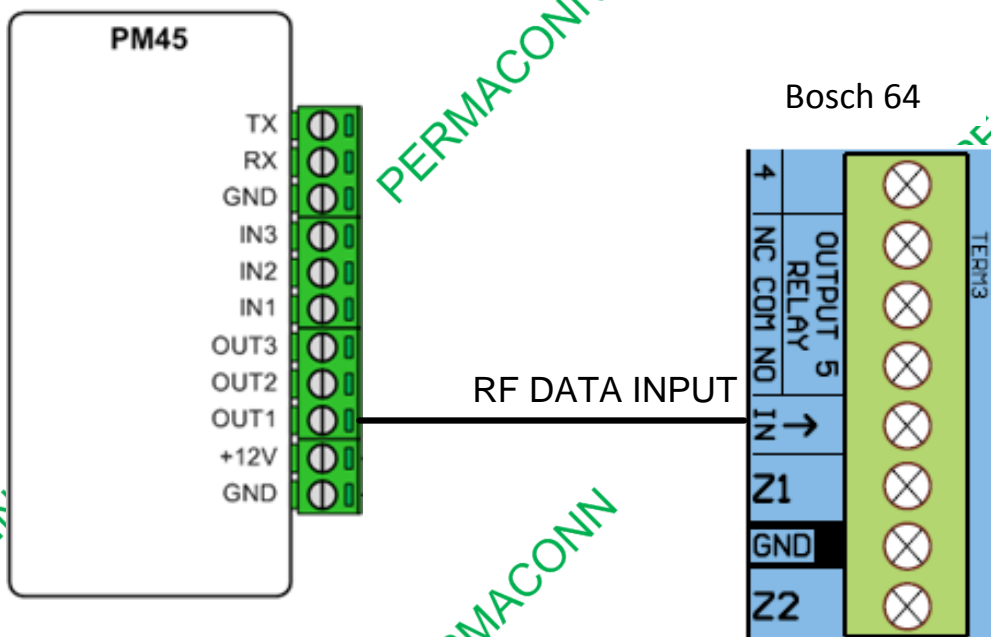 PM45
TX
RX
GND
IN3
IN2
IN1
OUT3
OUT2
OUT1
+12V
GND
PERMACONN
RF DATA INPUT
Bosch 64
4
NC COM NO
OUTPUT 5
RELAY
IN →
Z1
GND
Z2
TERM3